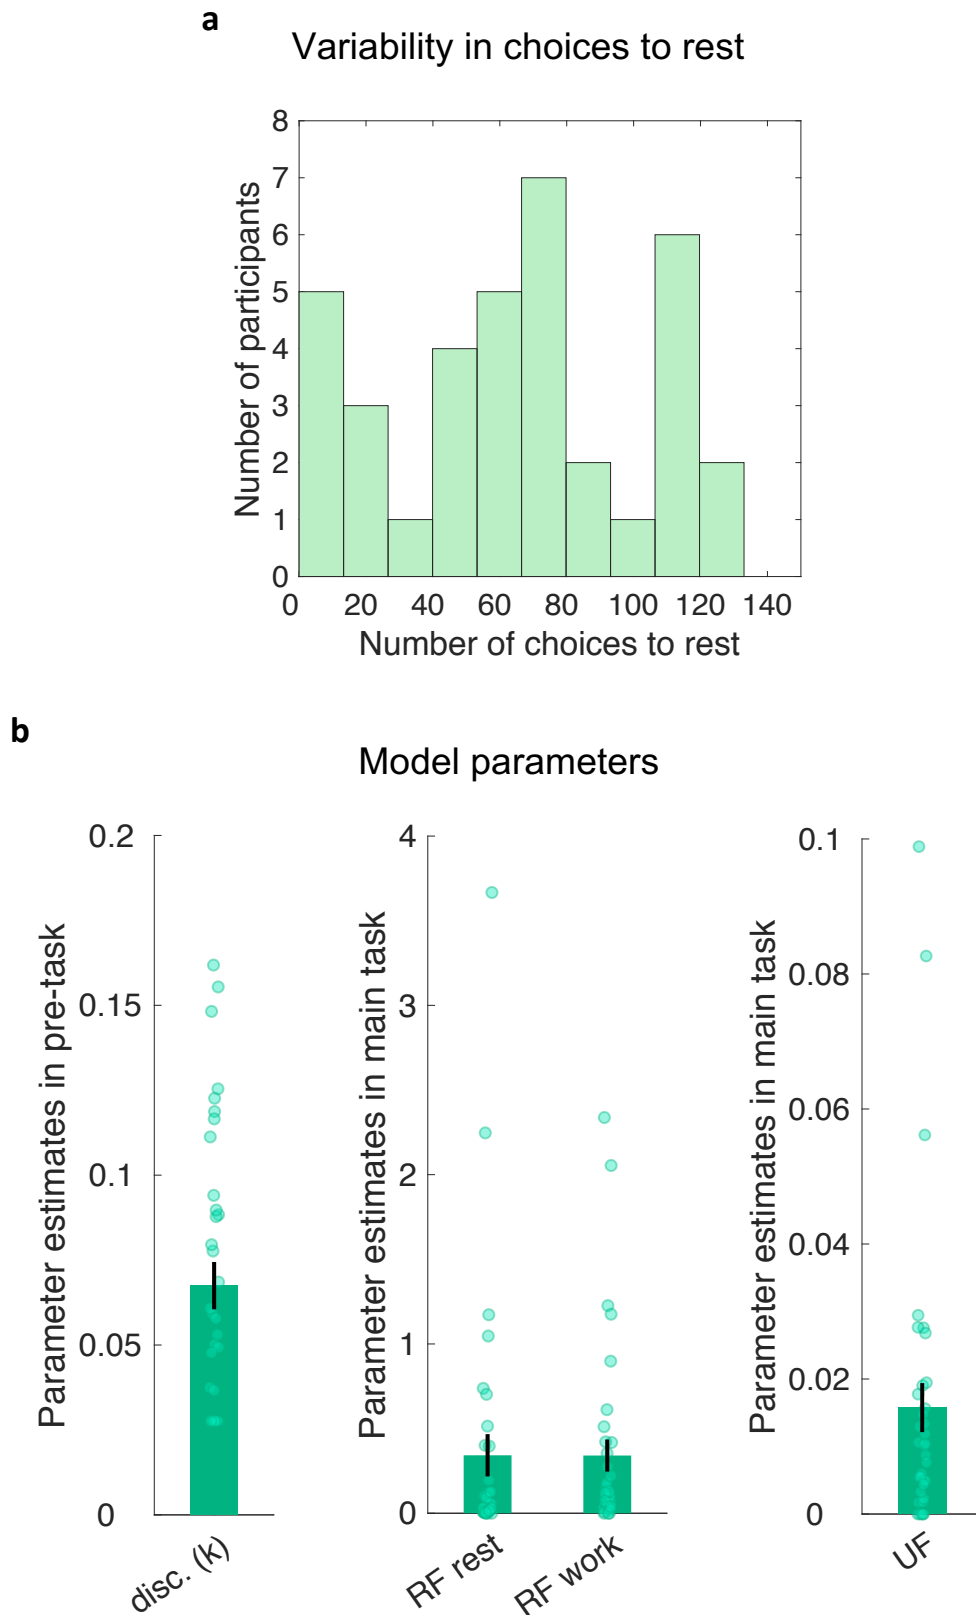 a
Variability in choices to rest
8
7
6
5
4
3
2
1
0
Number of participants
0 20 40 60 80 100 120 140
Number of choices to rest
b
Model parameters
0.2
0.15
0.1
0.05
0
Parameter estimates in pre-task
disc. (k)
4
3
2
1
0
Parameter estimates in main task
RF rest
RF work
0.1
0.08
0.06
0.04
0.02
0
Parameter estimates in main task
UF